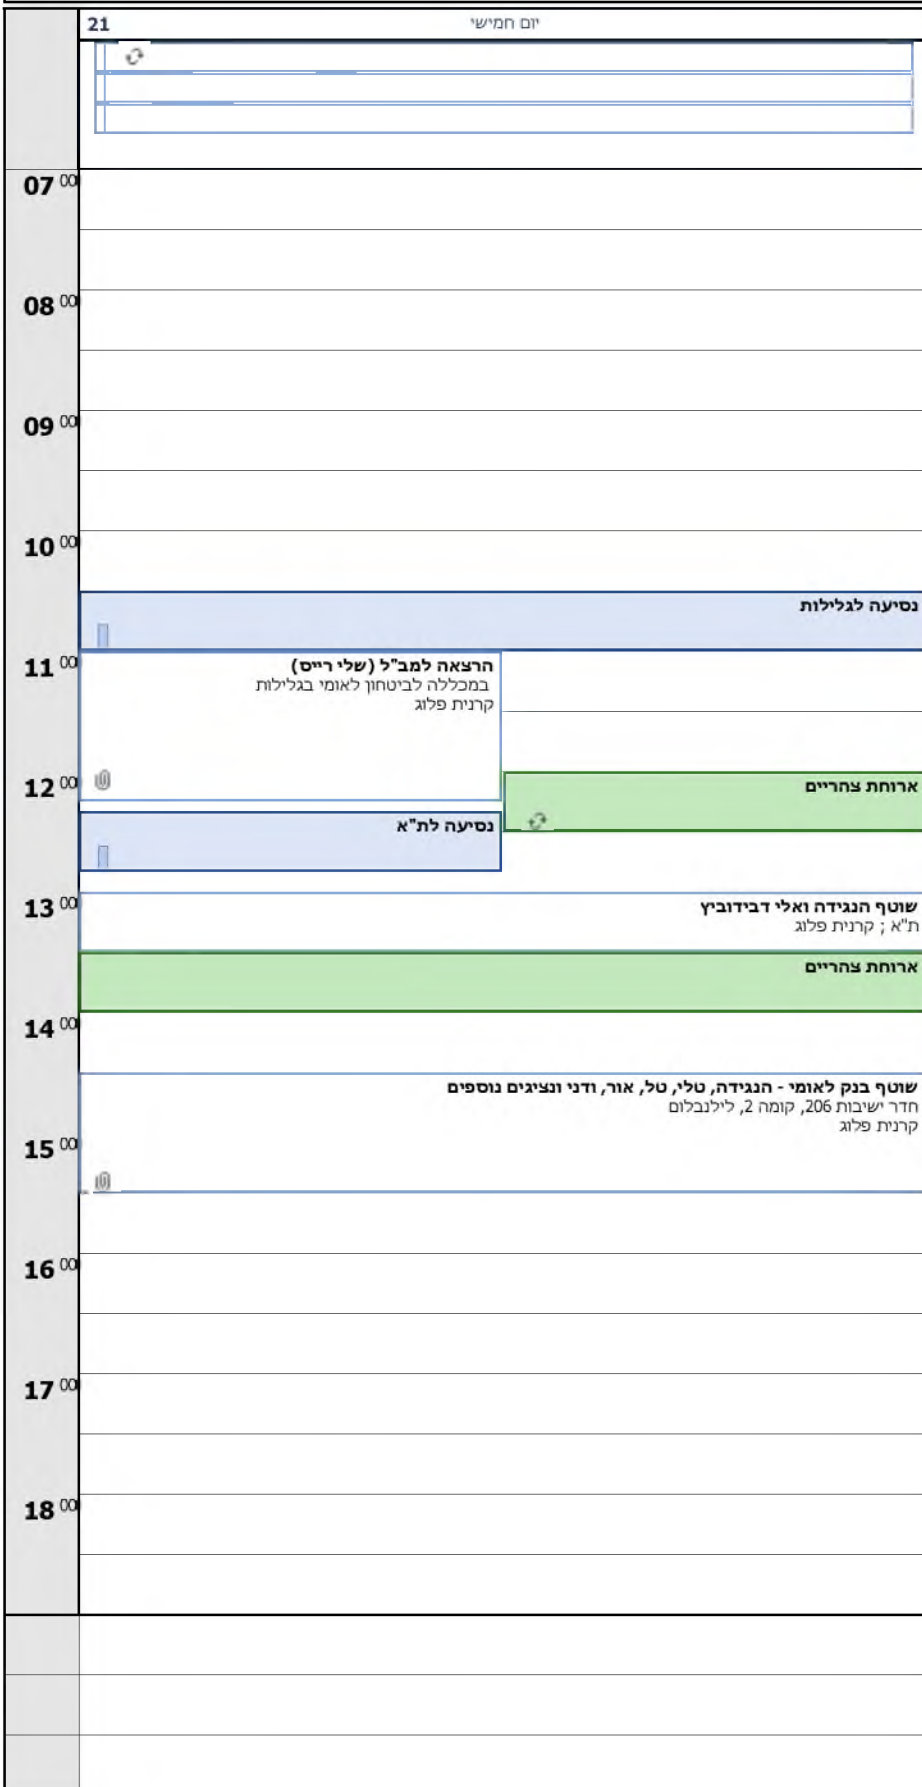 21
יום חמישי
07 00
08 00
09 00
10 00
נסיעה לגלילות
11 00
הרצאה למב"ל (שלי רייס)
במכללה לביטחון לאומי בגלילות
קרנית פלוג
12 00
ארוחת צהריים
נסיעה לת"א
13 00
שוטף הנגידה ואלי דבידוביץ
ת"א ; קרנית פלוג
ארוחת צהריים
14 00
שוטף בנק לאומי - הנגידה, טלי, טל, אור, ודני ונציגים נוספים
חדר ישיבות 206, קומה 2, לילנבלום
קרנית פלוג
15 00
16 00
17 00
18 00